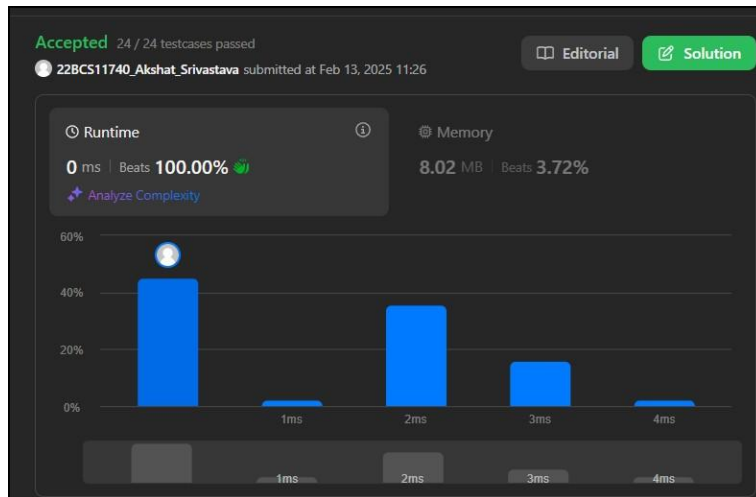 Accepted 24 / 24 testcases passed
22BCS11740_Akshat_Srivastava submitted at Feb 13, 2025 11:26
Editorial
Solution
Runtime
0 ms | Beats 100.00%
Analyze Complexity
Memory
8.02 MB | Beats 3.72%
60%
40%
20%
0%
1ms 2ms 3ms 4ms
1ms 2ms 3ms 4ms